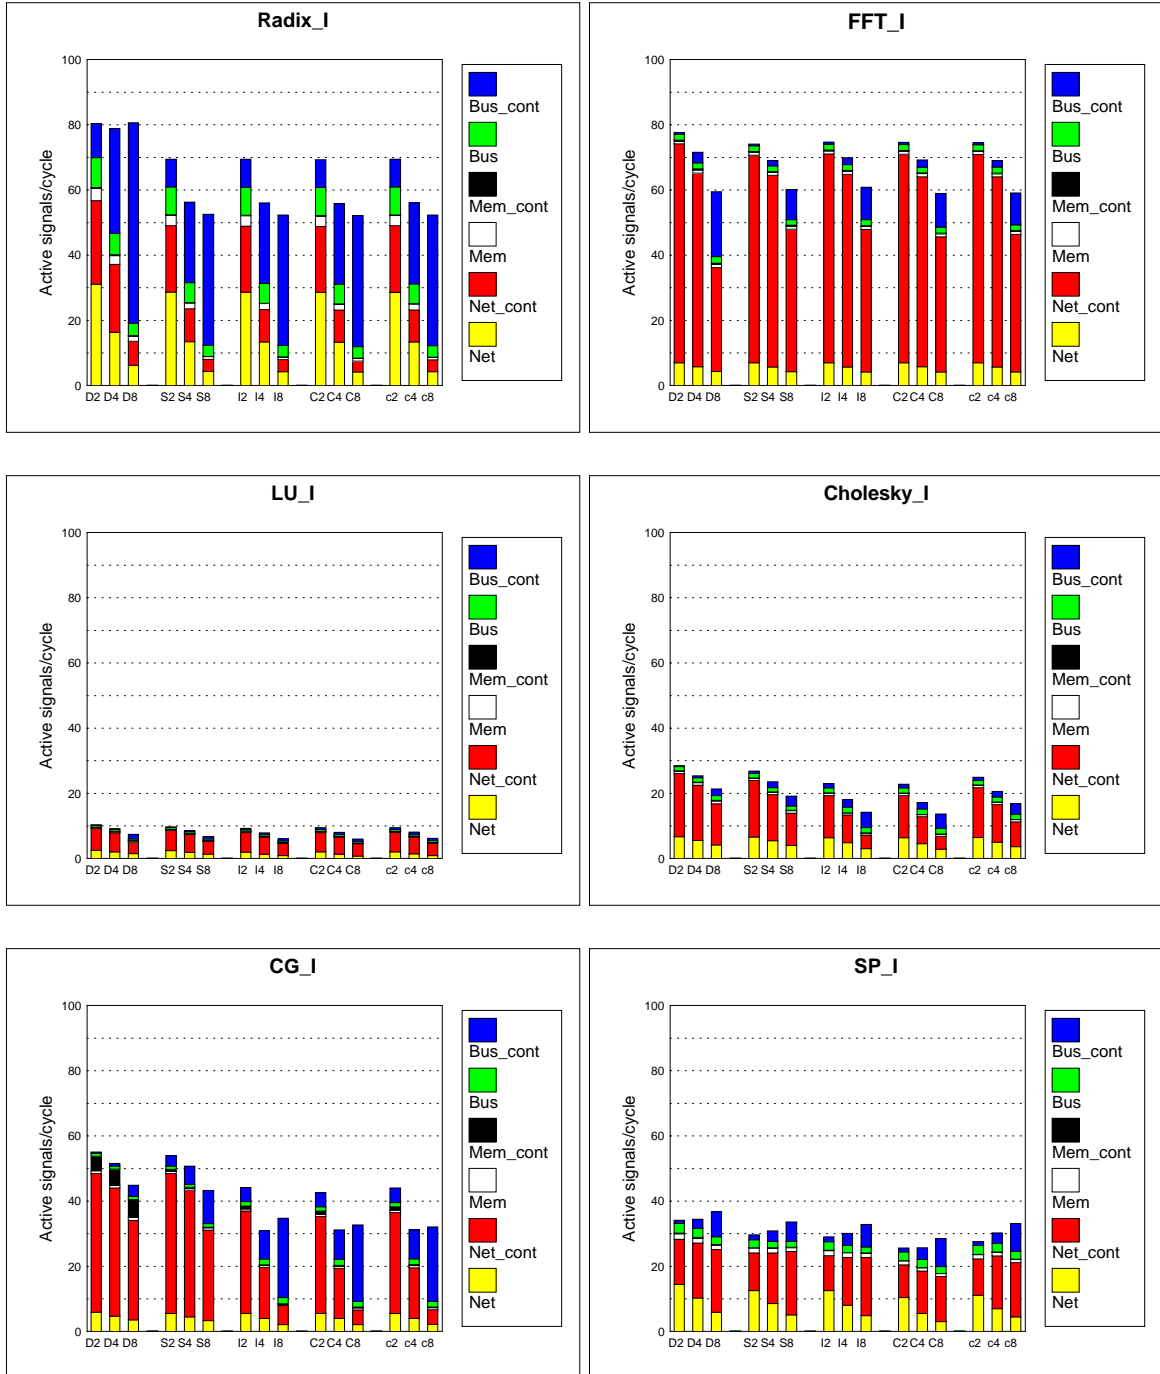 Radix_I
Active signals/cycle
100
80
60
40
20
0
D2 D4 D8 S2 S4 S8 I2 I4 I8 C2 C4 C8 c2 c4 c8
Bus_cont
Bus
Mem_cont
Mem
Net_cont
Net
FFT_I
Active signals/cycle
100
80
60
40
20
0
D2 D4 D8 S2 S4 S8 I2 I4 I8 C2 C4 C8 c2 c4 c8
Bus_cont
Bus
Mem_cont
Mem
Net_cont
Net
LU_I
Active signals/cycle
100
80
60
40
20
0
D2 D4 D8 S2 S4 S8 I2 I4 I8 C2 C4 C8 c2 c4 c8
Bus_cont
Bus
Mem_cont
Mem
Net_cont
Net
Cholesky_I
Active signals/cycle
100
80
60
40
20
0
D2 D4 D8 S2 S4 S8 I2 I4 I8 C2 C4 C8 c2 c4 c8
Bus_cont
Bus
Mem_cont
Mem
Net_cont
Net
CG_I
Active signals/cycle
100
80
60
40
20
0
D2 D4 D8 S2 S4 S8 I2 I4 I8 C2 C4 C8 c2 c4 c8
Bus_cont
Bus
Mem_cont
Mem
Net_cont
Net
SP_I
Active signals/cycle
100
80
60
40
20
0
D2 D4 D8 S2 S4 S8 I2 I4 I8 C2 C4 C8 c2 c4 c8
Bus_cont
Bus
Mem_cont
Mem
Net_cont
Net